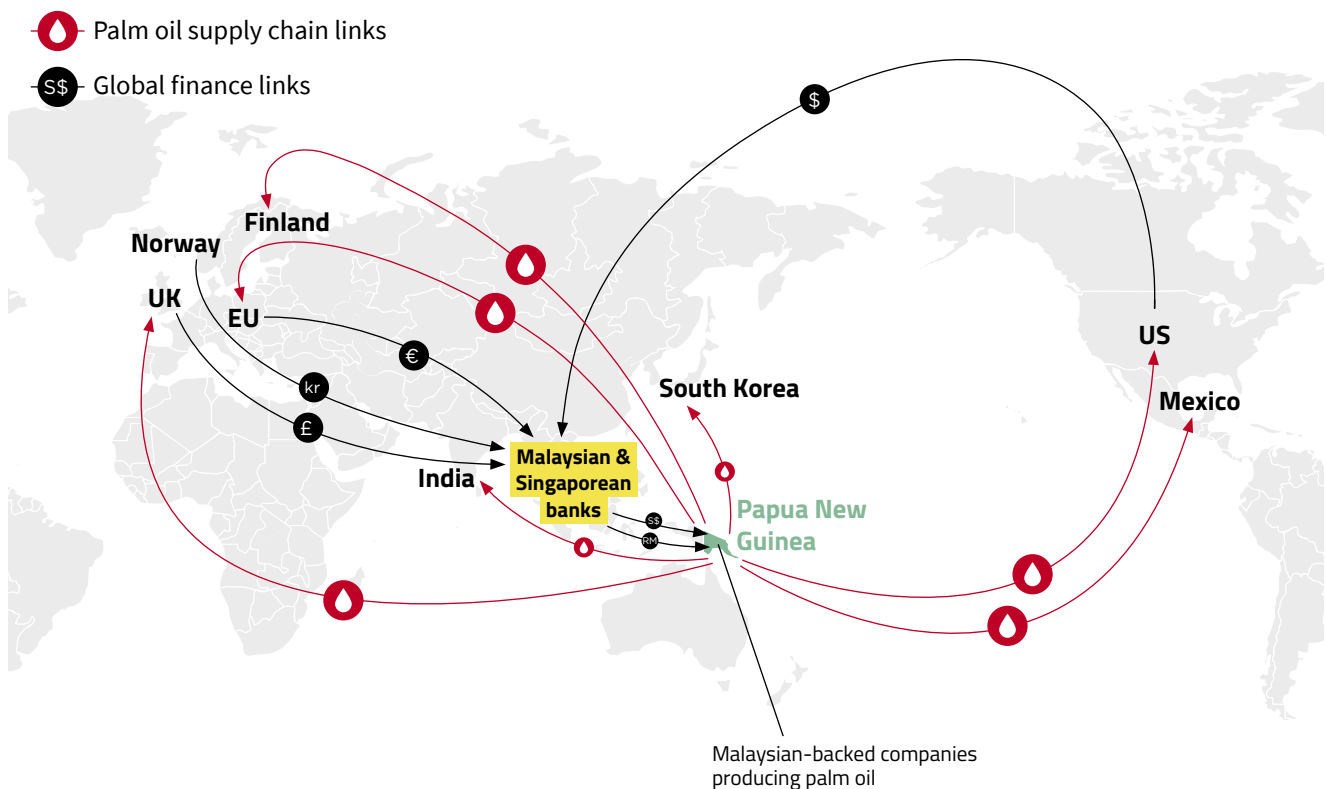 Palm oil supply chain links
S$ Global finance links
$
Finland
Norway
UK
EU
€
kr
£
South Korea
US
Mexico
India
Malaysian &
Singaporean
banks
S$
RM
Papua New
Guinea
Malaysian-backed companies
producing palm oil